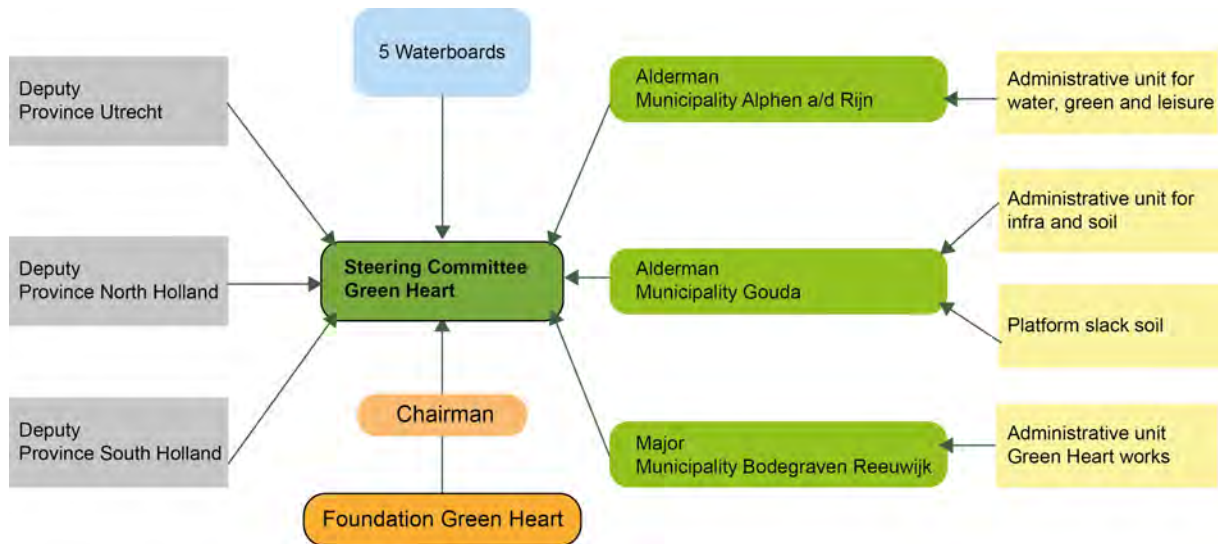 5 Waterboards
Deputy
Province Utrecht
Alderman
Municipality Alphen a/d Rijn
Administrative unit for
water, green and leisure
Administrative unit for
infra and soil
Deputy
Province North Holland
Steering Committee
Green Heart
Alderman
Municipality Gouda
Platform slack soil
Chairman
Deputy
Province South Holland
Major
Municipality Bodegraven Reeuwijk
Administrative unit
Green Heart works
Foundation Green Heart